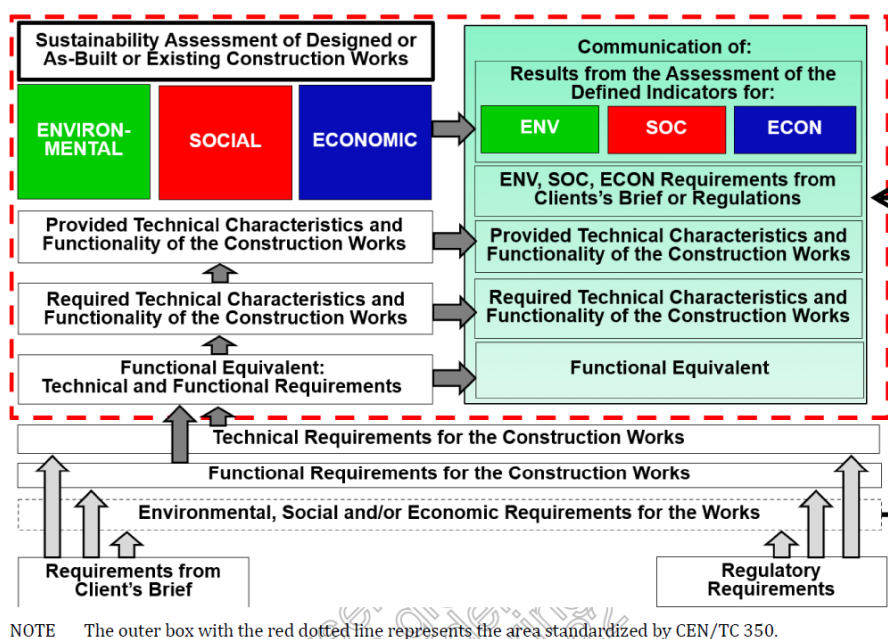 Sustainability Assessment of Designed or
As-Built or Existing Construction Works
ENVIRON-
MENTAL
SOCIAL
ECONOMIC
Provided Technical Characteristics and
Functionality of the Construction Works
Required Technical Characteristics and
Functionality of the Construction Works
Functional Equivalent:
Technical and Functional Requirements
Communication of:
Results from the Assessment of the
Defined Indicators for:
ENV
SOC
ECON
ENV, SOC, ECON Requirements from
Clients's Brief or Regulations
Provided Technical Characteristics and
Functionality of the Construction Works
Required Technical Characteristics and
Functionality of the Construction Works
Functional Equivalent
Technical Requirements for the Construction Works
Functional Requirements for the Construction Works
Environmental, Social and/or Economic Requirements for the Works
Requirements from
Client's Brief
Regulatory
Requirements
NOTE The outer box with the red dotted line represents the area standardized by CEN/TC 350.